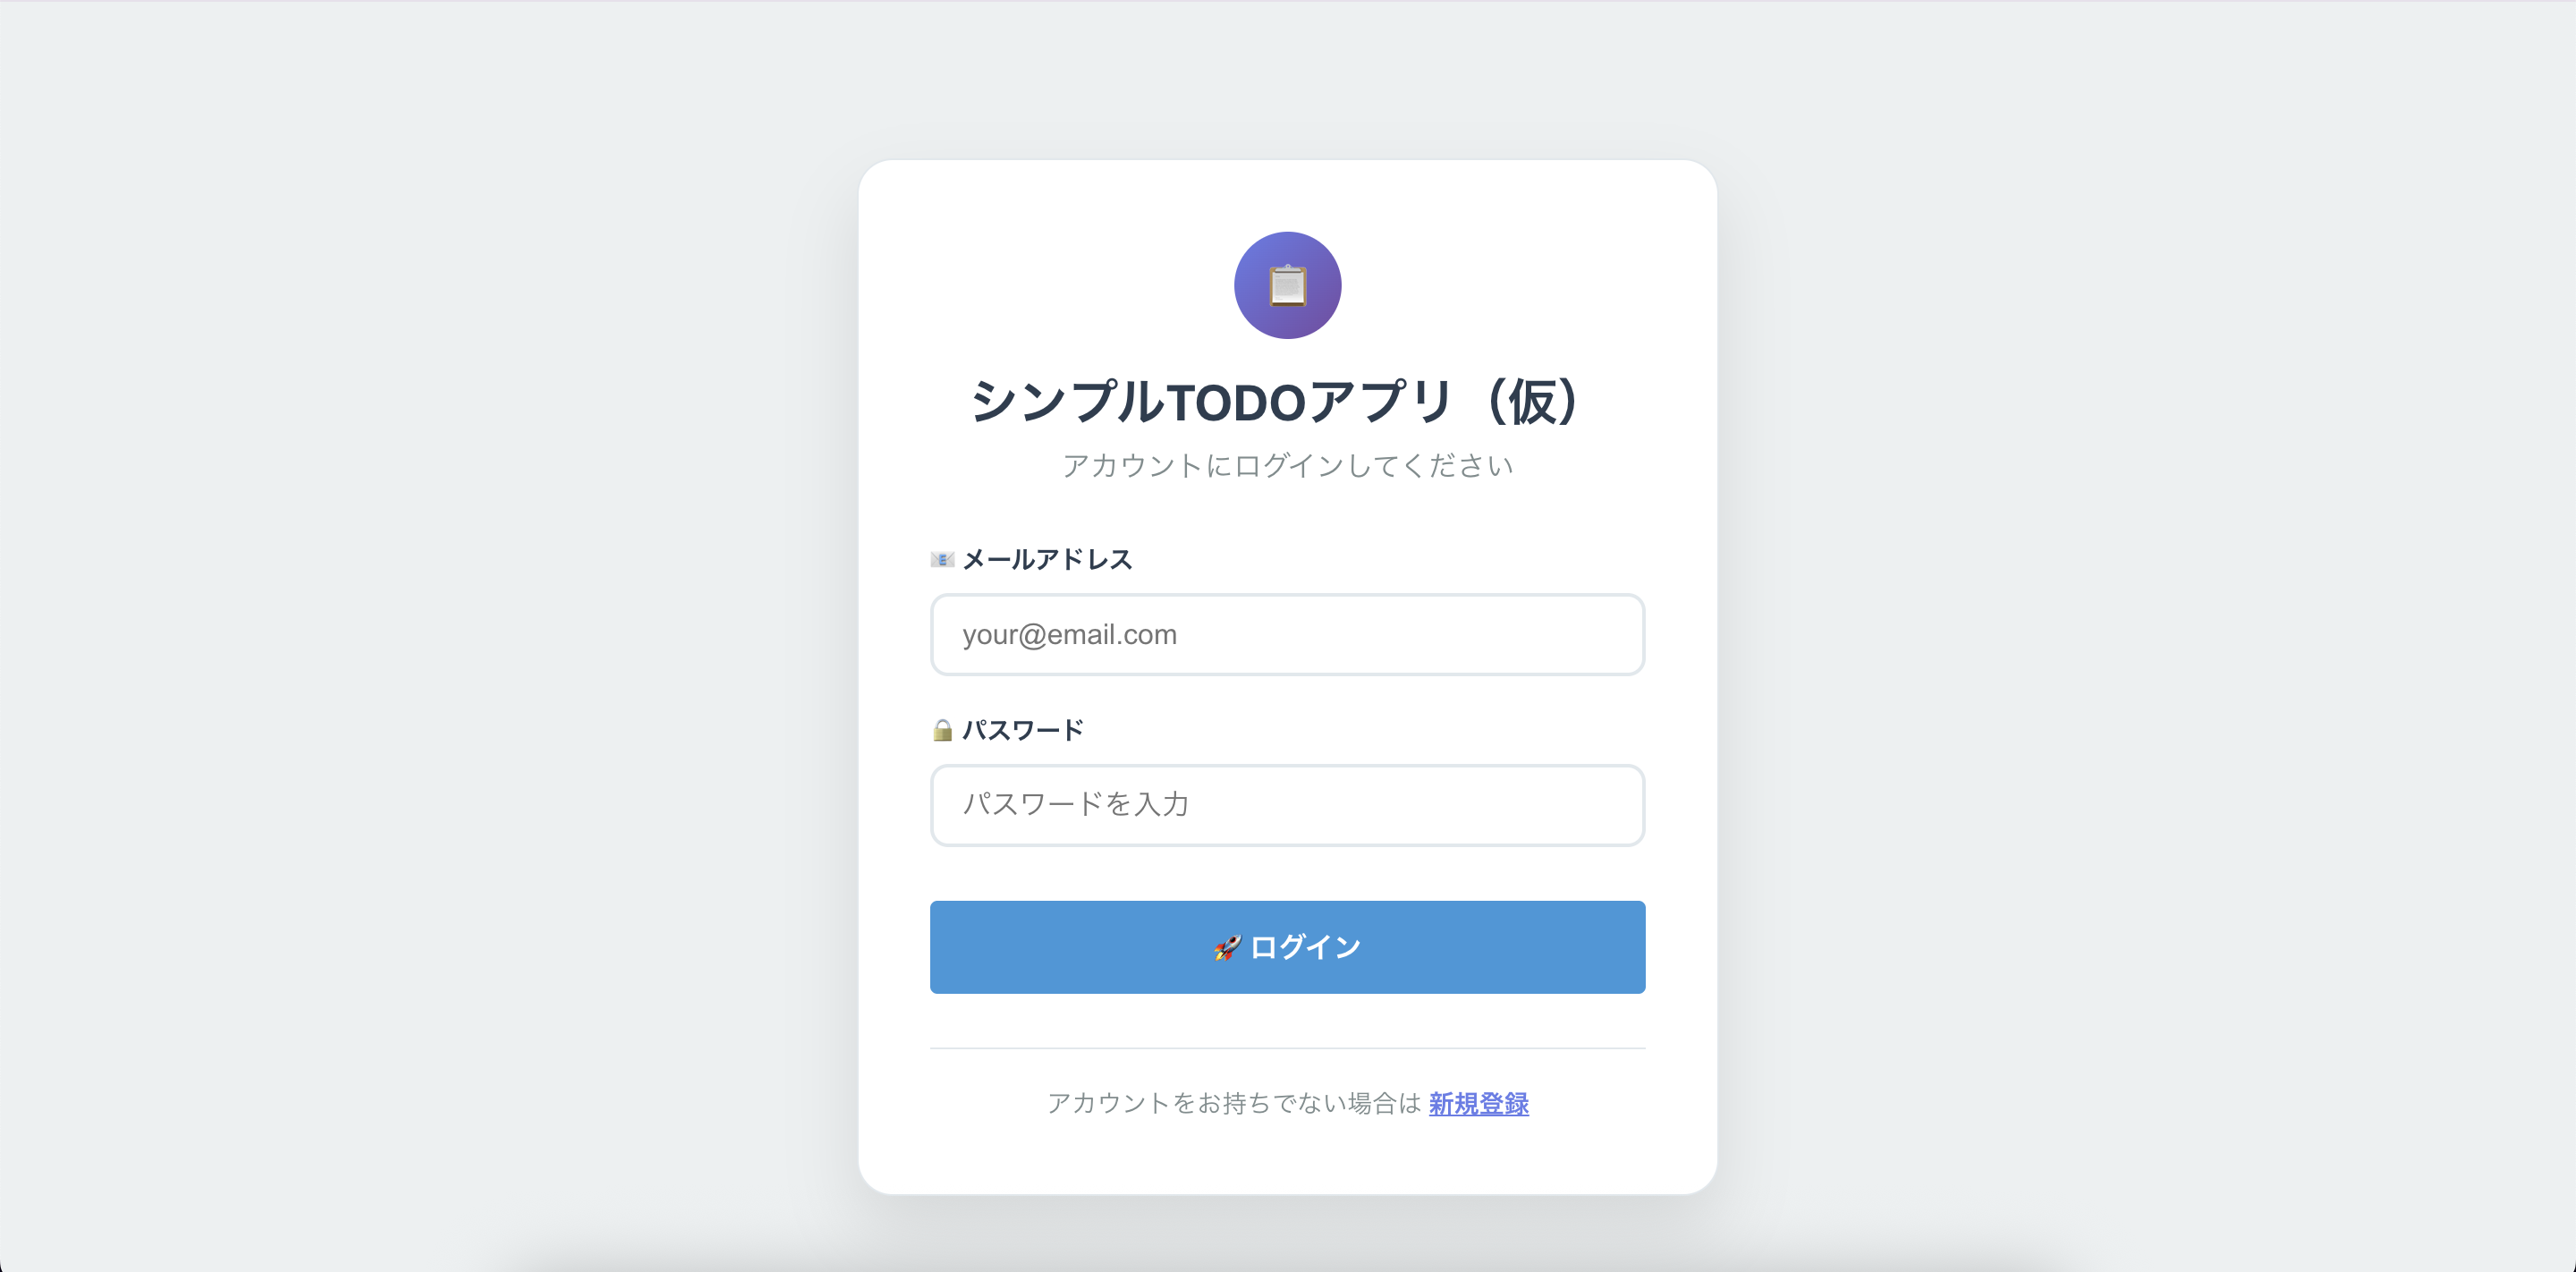 シンプルTODOアプリ（仮）
アカウントにログインしてください
📧 メールアドレス
your@email.com
🔒 パスワード
パスワードを入力
🚀 ログイン
アカウントをお持ちでない場合は 新規登録